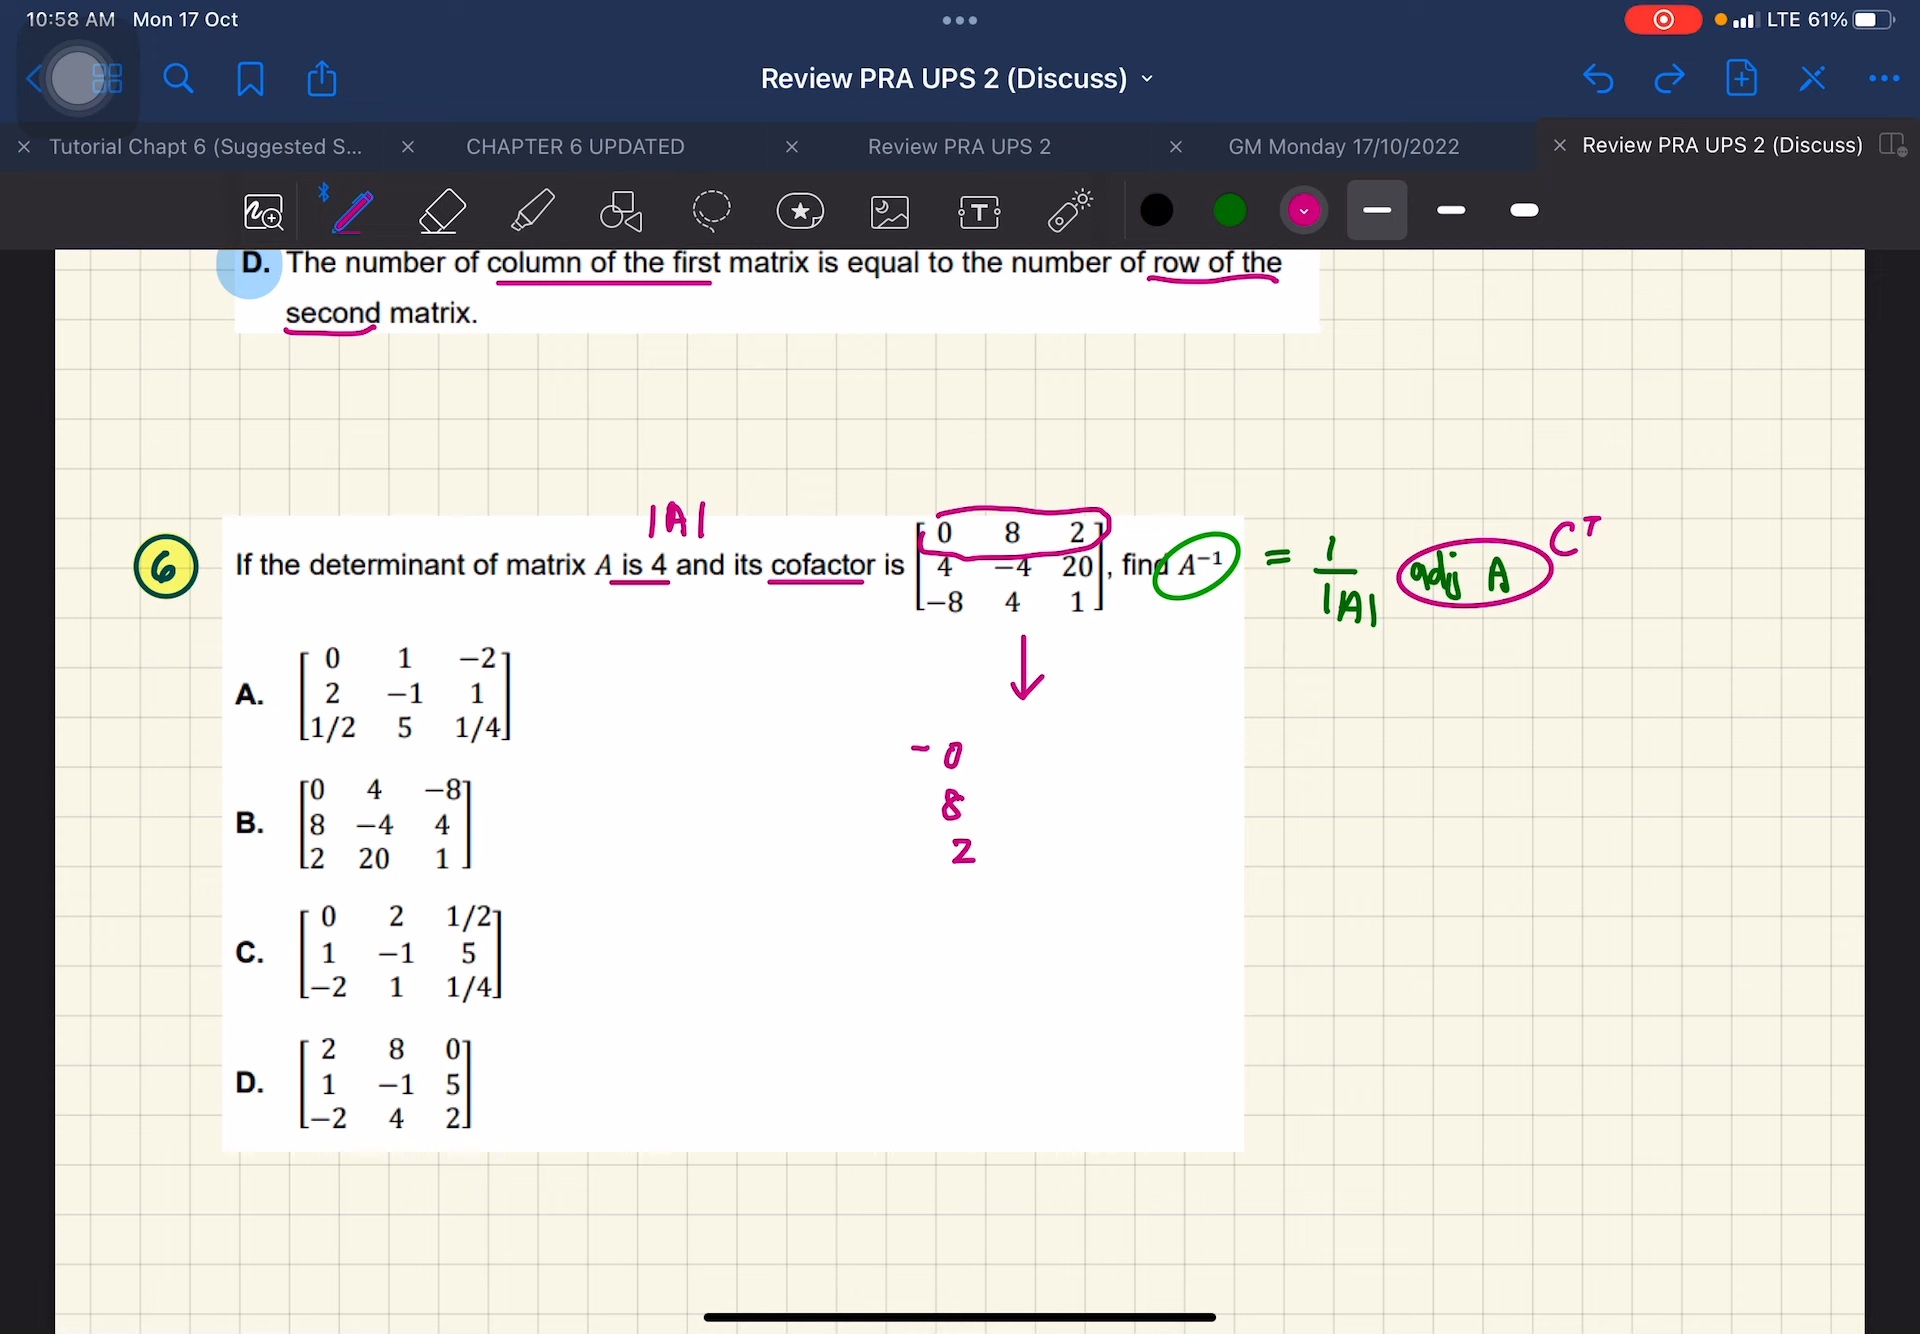 10:58 AM Mon 17 Oct
LTE 61%
Review PRA UPS 2 (Discuss)
Tutorial Chapt 6 (Suggested S...
CHAPTER 6 UPDATED
Review PRA UPS 2
GM Monday 17/10/2022
Review PRA UPS 2 (Discuss)
T
D. The number of column of the first matrix is equal to the number of row of the
second matrix.
|A|
0 8 2
6 If the determinant of matrix A is 4 and its cofactor is 4 −4 20 , find A⁻¹ = 1/|A| adj A Cᵀ
−8 4 1
0 1 −2
A. 2 −1 1
1/2 5 1/4
- 0
8
2
0 4 −8
B. 8 −4 4
2 20 1
0 2 1/2
C. 1 −1 5
−2 1 1/4
2 8 0
D. 1 −1 5
−2 4 2